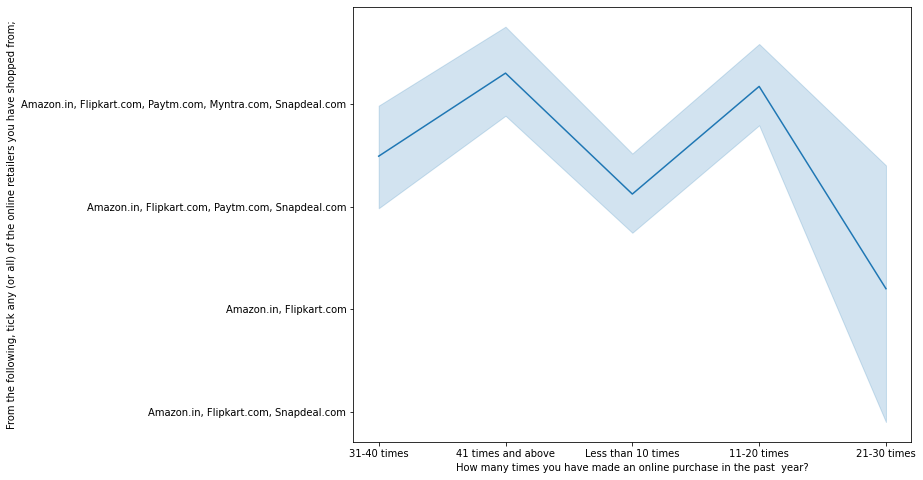 From the following, tick any (or all) of the online retailers you have shopped from;
Amazon.in, Flipkart.com, Paytm.com, Myntra.com, Snapdeal.com
Amazon.in, Flipkart.com, Paytm.com, Snapdeal.com
Amazon.in, Flipkart.com
Amazon.in, Flipkart.com, Snapdeal.com
31-40 times 41 times and above Less than 10 times 11-20 times 21-30 times
How many times you have made an online purchase in the past  year?